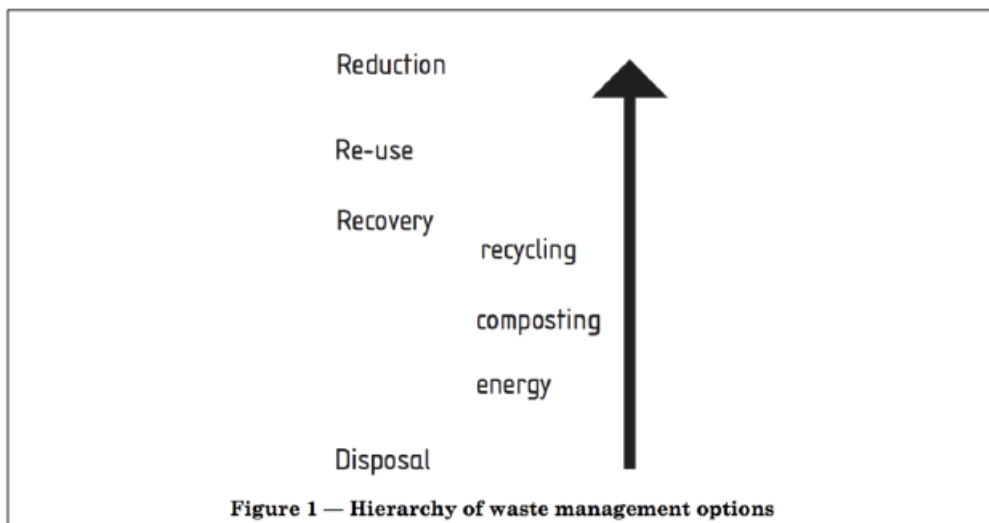 Reduction
Re-use
Recovery
recycling
composting
energy
Disposal
Figure 1 — Hierarchy of waste management options